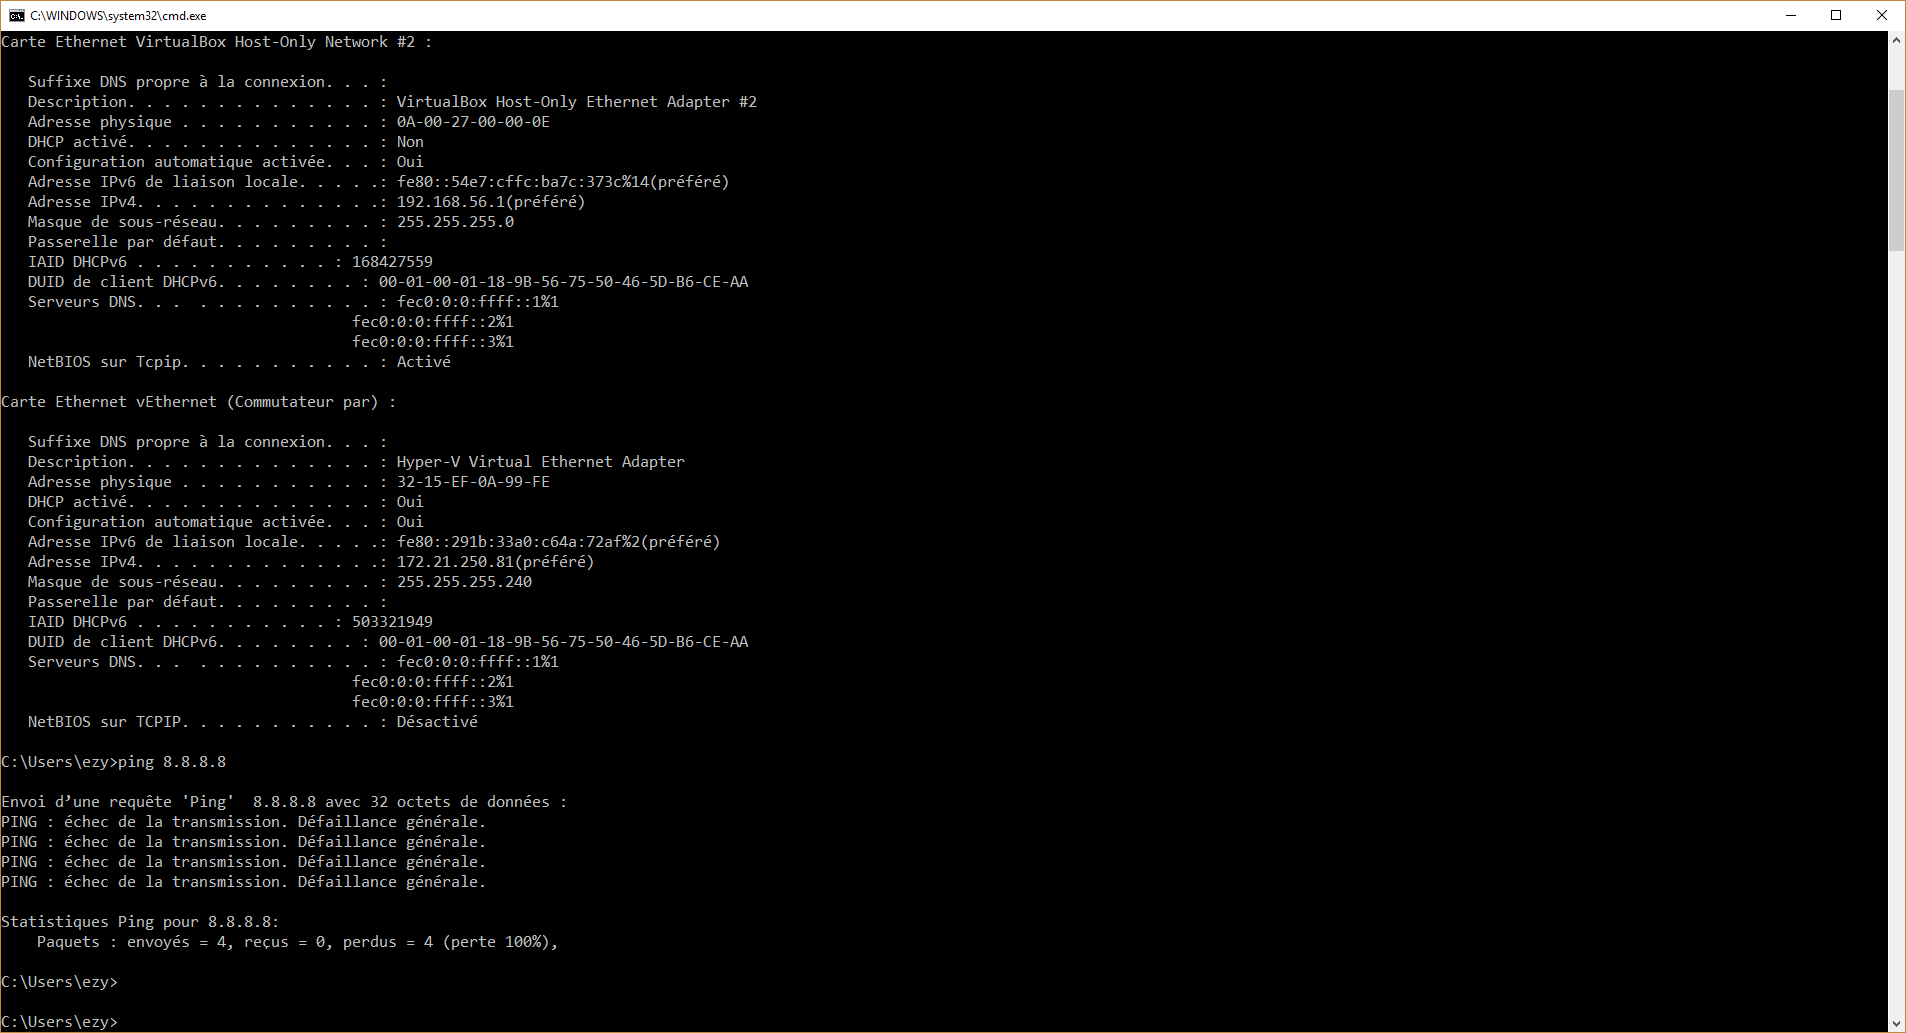 C:\WINDOWS\system32\cmd.exe
Carte Ethernet VirtualBox Host-Only Network #2 :
Suffixe DNS propre à la connexion. . . :
Description. . . . . . . . . . . . . . : VirtualBox Host-Only Ethernet Adapter #2
Adresse physique . . . . . . . . . . . : 0A-00-27-00-00-0E
DHCP activé. . . . . . . . . . . . . . : Non
Configuration automatique activée. . . : Oui
Adresse IPv6 de liaison locale. . . . .: fe80::54e7:cffc:ba7c:373c%14(préféré)
Adresse IPv4. . . . . . . . . . . . . .: 192.168.56.1(préféré)
Masque de sous-réseau. . . . . . . . . : 255.255.255.0
Passerelle par défaut. . . . . . . . . :
IAID DHCPv6 . . . . . . . . . . . : 168427559
DUID de client DHCPv6. . . . . . . . : 00-01-00-01-18-9B-56-75-50-46-5D-B6-CE-AA
Serveurs DNS. . .  . . . . . . . . . . : fec0:0:0:ffff::1%1
fec0:0:0:ffff::2%1
fec0:0:0:ffff::3%1
NetBIOS sur Tcpip. . . . . . . . . . . : Activé
Carte Ethernet vEthernet (Commutateur par) :
Suffixe DNS propre à la connexion. . . :
Description. . . . . . . . . . . . . . : Hyper-V Virtual Ethernet Adapter
Adresse physique . . . . . . . . . . . : 32-15-EF-0A-99-FE
DHCP activé. . . . . . . . . . . . . . : Oui
Configuration automatique activée. . . : Oui
Adresse IPv6 de liaison locale. . . . .: fe80::291b:33a0:c64a:72af%2(préféré)
Adresse IPv4. . . . . . . . . . . . . .: 172.21.250.81(préféré)
Masque de sous-réseau. . . . . . . . . : 255.255.255.240
Passerelle par défaut. . . . . . . . . :
IAID DHCPv6 . . . . . . . . . . . : 503321949
DUID de client DHCPv6. . . . . . . . : 00-01-00-01-18-9B-56-75-50-46-5D-B6-CE-AA
Serveurs DNS. . .  . . . . . . . . . . : fec0:0:0:ffff::1%1
fec0:0:0:ffff::2%1
fec0:0:0:ffff::3%1
NetBIOS sur TCPIP. . . . . . . . . . . : Désactivé
C:\Users\ezy>ping 8.8.8.8
Envoi d’une requête 'Ping'  8.8.8.8 avec 32 octets de données :
PING : échec de la transmission. Défaillance générale.
PING : échec de la transmission. Défaillance générale.
PING : échec de la transmission. Défaillance générale.
PING : échec de la transmission. Défaillance générale.
Statistiques Ping pour 8.8.8.8:
Paquets : envoyés = 4, reçus = 0, perdus = 4 (perte 100%),
C:\Users\ezy>
C:\Users\ezy>